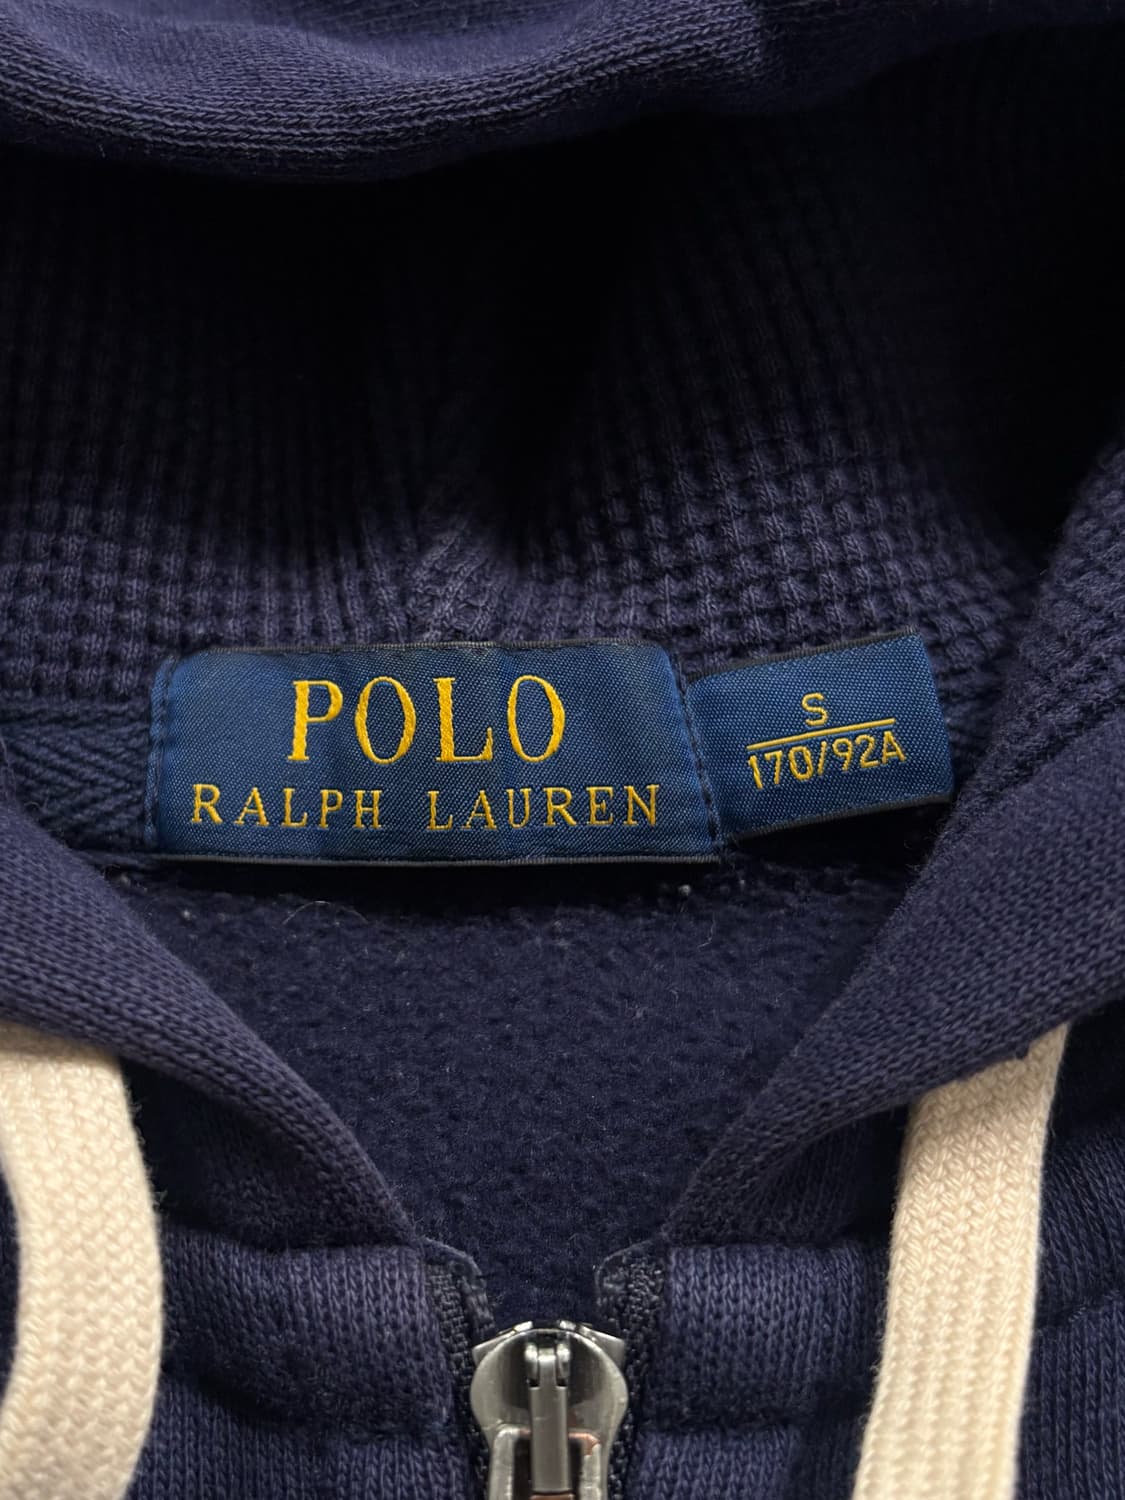 POLO
RALPH LAUREN
S
170/92A